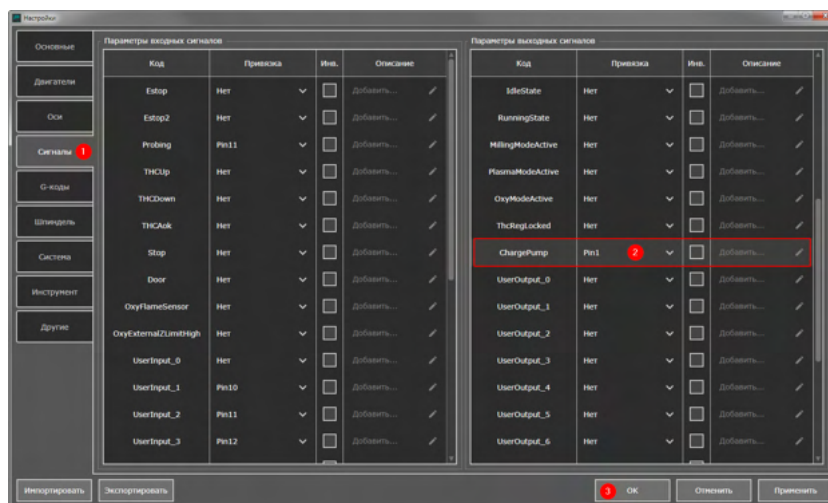 Настройки
Основные
Двигатели
Оси
Сигналы 1
G-коды
Шпиндель
Система
Инструмент
Другие
Параметры входных сигналов
Код Привязка Инв. Описание
Estop Нет Добавить...
Estop2 Нет Добавить...
Probing Pin11 Добавить...
THCUp Нет Добавить...
THCDown Нет Добавить...
THCAok Нет Добавить...
Stop Нет Добавить...
Door Нет Добавить...
OxyFlameSensor Нет Добавить...
OxyExternalZLimitHigh Нет Добавить...
UserInput_0 Нет Добавить...
UserInput_1 Pin10 Добавить...
UserInput_2 Pin11 Добавить...
UserInput_3 Pin12 Добавить...
Параметры выходных сигналов
Код Привязка Инв. Описание
IdleState Нет Добавить...
RunningState Нет Добавить...
MillingModeActive Нет Добавить...
PlasmaModeActive Нет Добавить...
OxyModeActive Нет Добавить...
ThcRegLocked Нет Добавить...
ChargePump Pin1 2 Добавить...
UserOutput_0 Нет Добавить...
UserOutput_1 Нет Добавить...
UserOutput_2 Нет Добавить...
UserOutput_3 Нет Добавить...
UserOutput_4 Нет Добавить...
UserOutput_5 Нет Добавить...
UserOutput_6 Нет Добавить...
Импортировать Экспортировать 3 ОК Отменить Применить